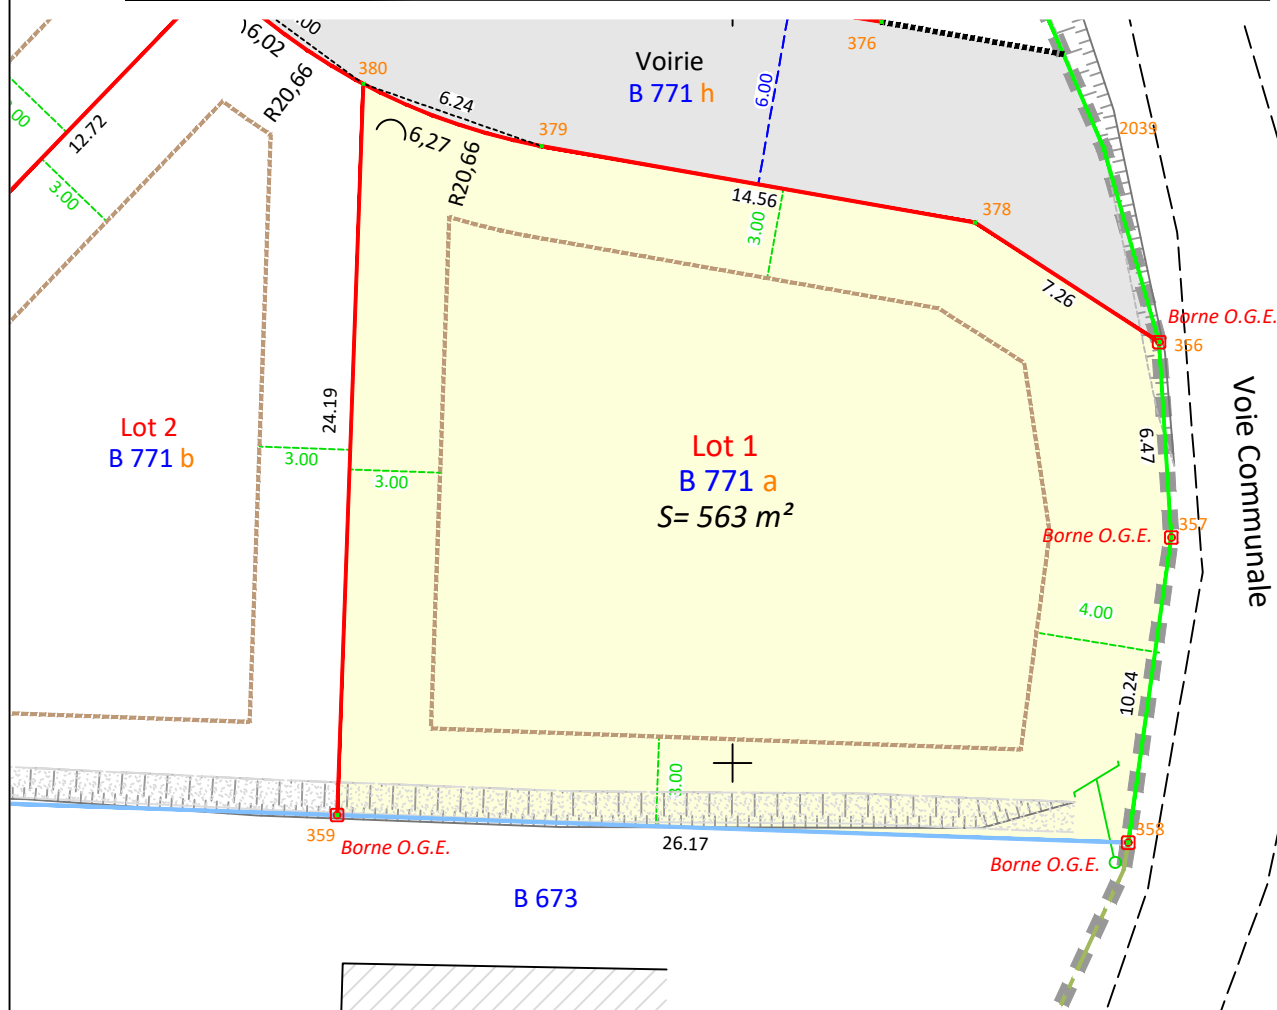 .00
6,02
R20,66
380
6.24
379
6,27
R20,66
Voirie
B 771 h
6.00
376
2039
.00
12.72
3.00
14.56
3.00
378
7.26
Borne O.G.E.
356
24.19
Lot 2
B 771 b
3.00
3.00
Lot 1
B 771 a
S= 563 m²
6.47
357
Borne O.G.E.
Voie Communale
4.00
10.24
3.00
359
Borne O.G.E.
26.17
358
Borne O.G.E.
B 673